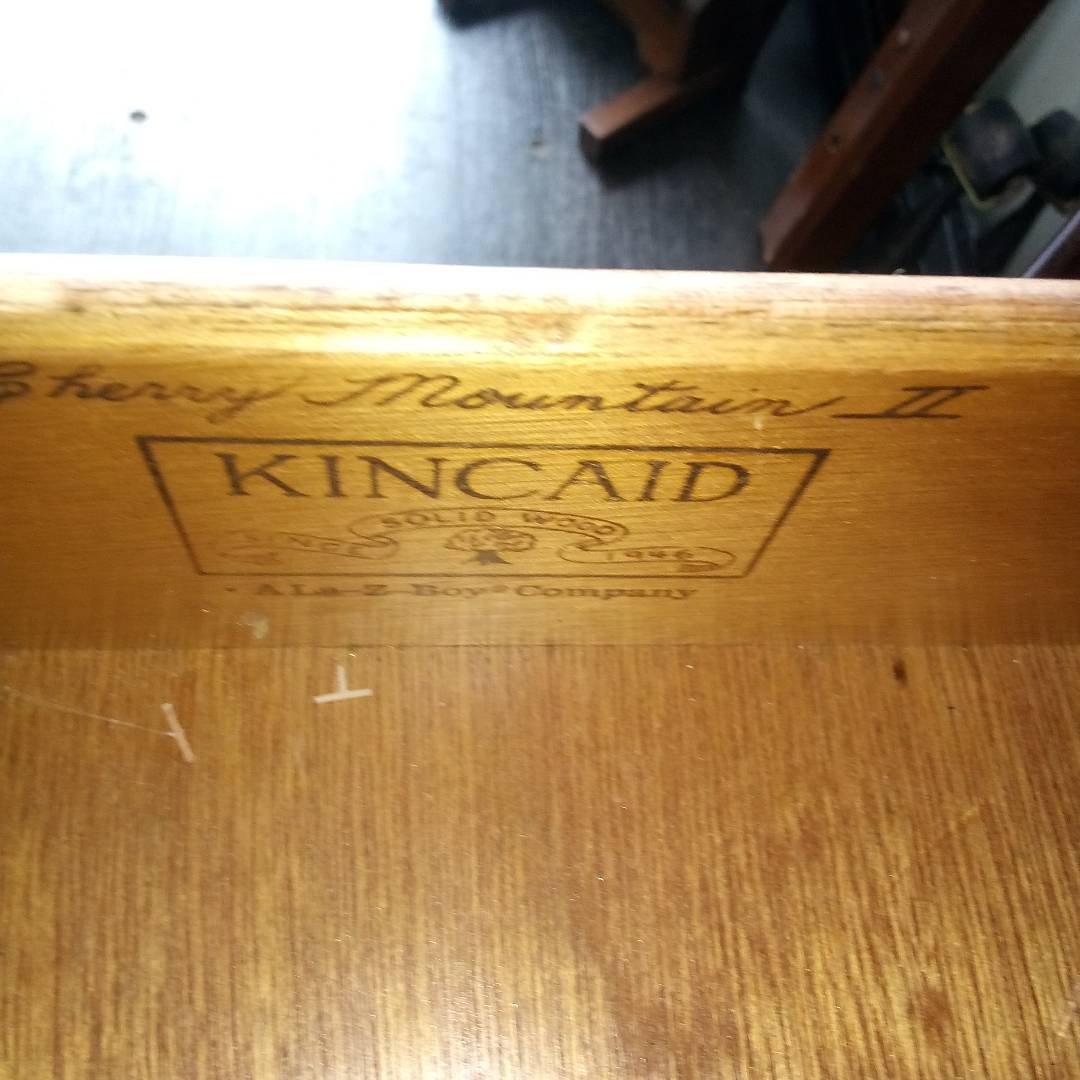 Cherry Mountain II
KINCAID
SOLID WOOD
SINCE 1946
A La-Z-Boy® Company